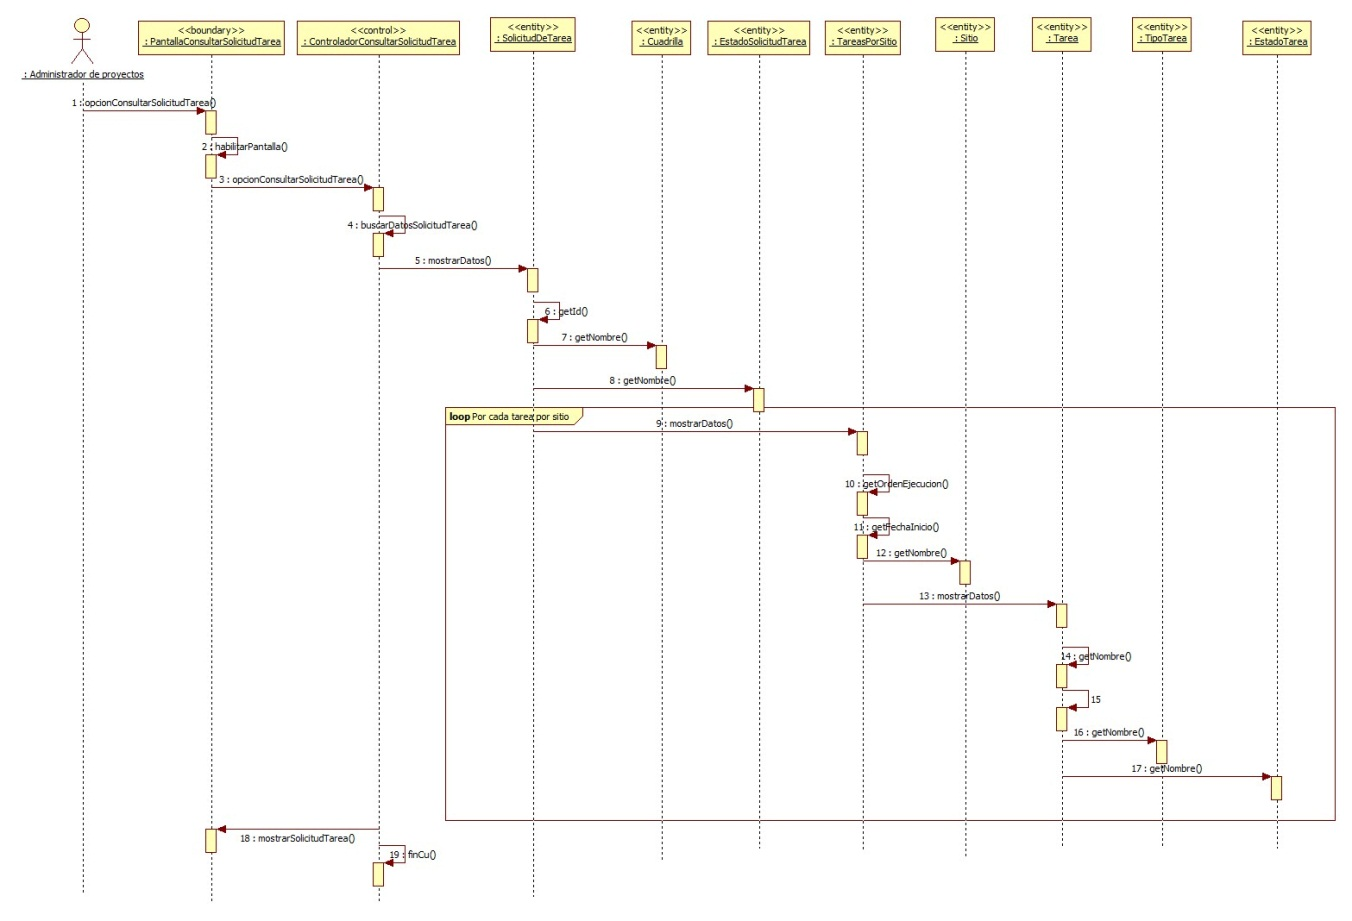 <<boundary>>
: PantallaConsultarSolicitudTarea
<<control>>
: ControladorConsultarSolicitudTarea
<<entity>>
: SolicitudDeTarea
<<entity>>
: Cuadrilla
<<entity>>
: EstadoSolicitudTarea
<<entity>>
: TareasPorSitio
<<entity>>
: Sitio
<<entity>>
: Tarea
<<entity>>
: TipoTarea
<<entity>>
: EstadoTarea
: Administrador de proyectos
1 : opcionConsultarSolicitudTarea()
2 : habilitarPantalla()
3 : opcionConsultarSolicitudTarea()
4 : buscarDatosSolicitudTarea()
5 : mostrarDatos()
6 : getId()
7 : getNombre()
8 : getNombre()
loop Por cada tarea por sitio
9 : mostrarDatos()
10 : getOrdenEjecucion()
11 : getFechaInicio()
12 : getNombre()
13 : mostrarDatos()
14 : getNombre()
15
16 : getNombre()
17 : getNombre()
18 : mostrarSolicitudTarea()
19 : finCu()